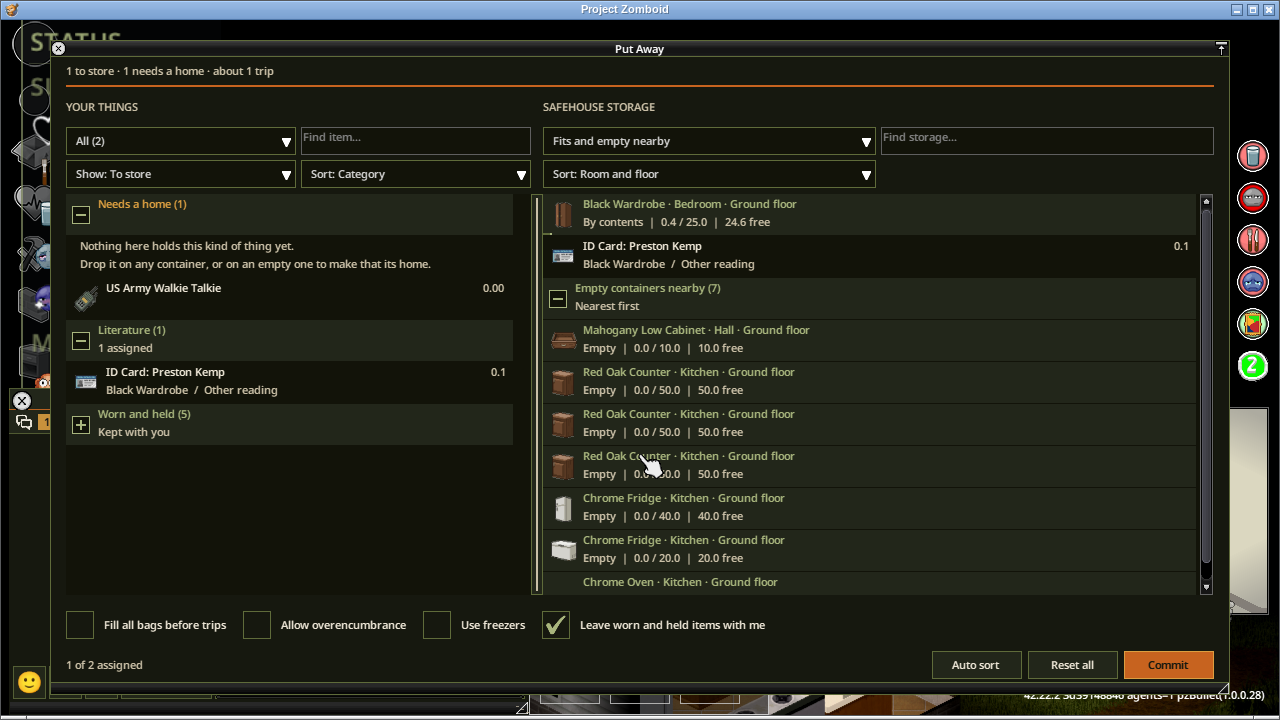 Project Zomboid
STATUS
Put Away
1 to store · 1 needs a home · about 1 trip
YOUR THINGS
SAFEHOUSE STORAGE
All (2)
Find item...
Fits and empty nearby
Find storage...
Show: To store
Sort: Category
Sort: Room and floor
Needs a home (1)
Nothing here holds this kind of thing yet.
Drop it on any container, or on an empty one to make that its home.
US Army Walkie Talkie
0.00
Literature (1)
1 assigned
ID Card: Preston Kemp
0.1
Black Wardrobe / Other reading
Worn and held (5)
Kept with you
Black Wardrobe · Bedroom · Ground floor
By contents | 0.4 / 25.0 | 24.6 free
ID Card: Preston Kemp
0.1
Black Wardrobe / Other reading
Empty containers nearby (7)
Nearest first
Mahogany Low Cabinet · Hall · Ground floor
Empty | 0.0 / 10.0 | 10.0 free
Red Oak Counter · Kitchen · Ground floor
Empty | 0.0 / 50.0 | 50.0 free
Red Oak Counter · Kitchen · Ground floor
Empty | 0.0 / 50.0 | 50.0 free
Red Oak Counter · Kitchen · Ground floor
Empty | 50.0 free
Chrome Fridge · Kitchen · Ground floor
Empty | 0.0 / 40.0 | 40.0 free
Chrome Fridge · Kitchen · Ground floor
Empty | 0.0 / 20.0 | 20.0 free
Chrome Oven · Kitchen · Ground floor
Fill all bags before trips
Allow overencumbrance
Use freezers
Leave worn and held items with me
1 of 2 assigned
Auto sort
Reset all
Commit